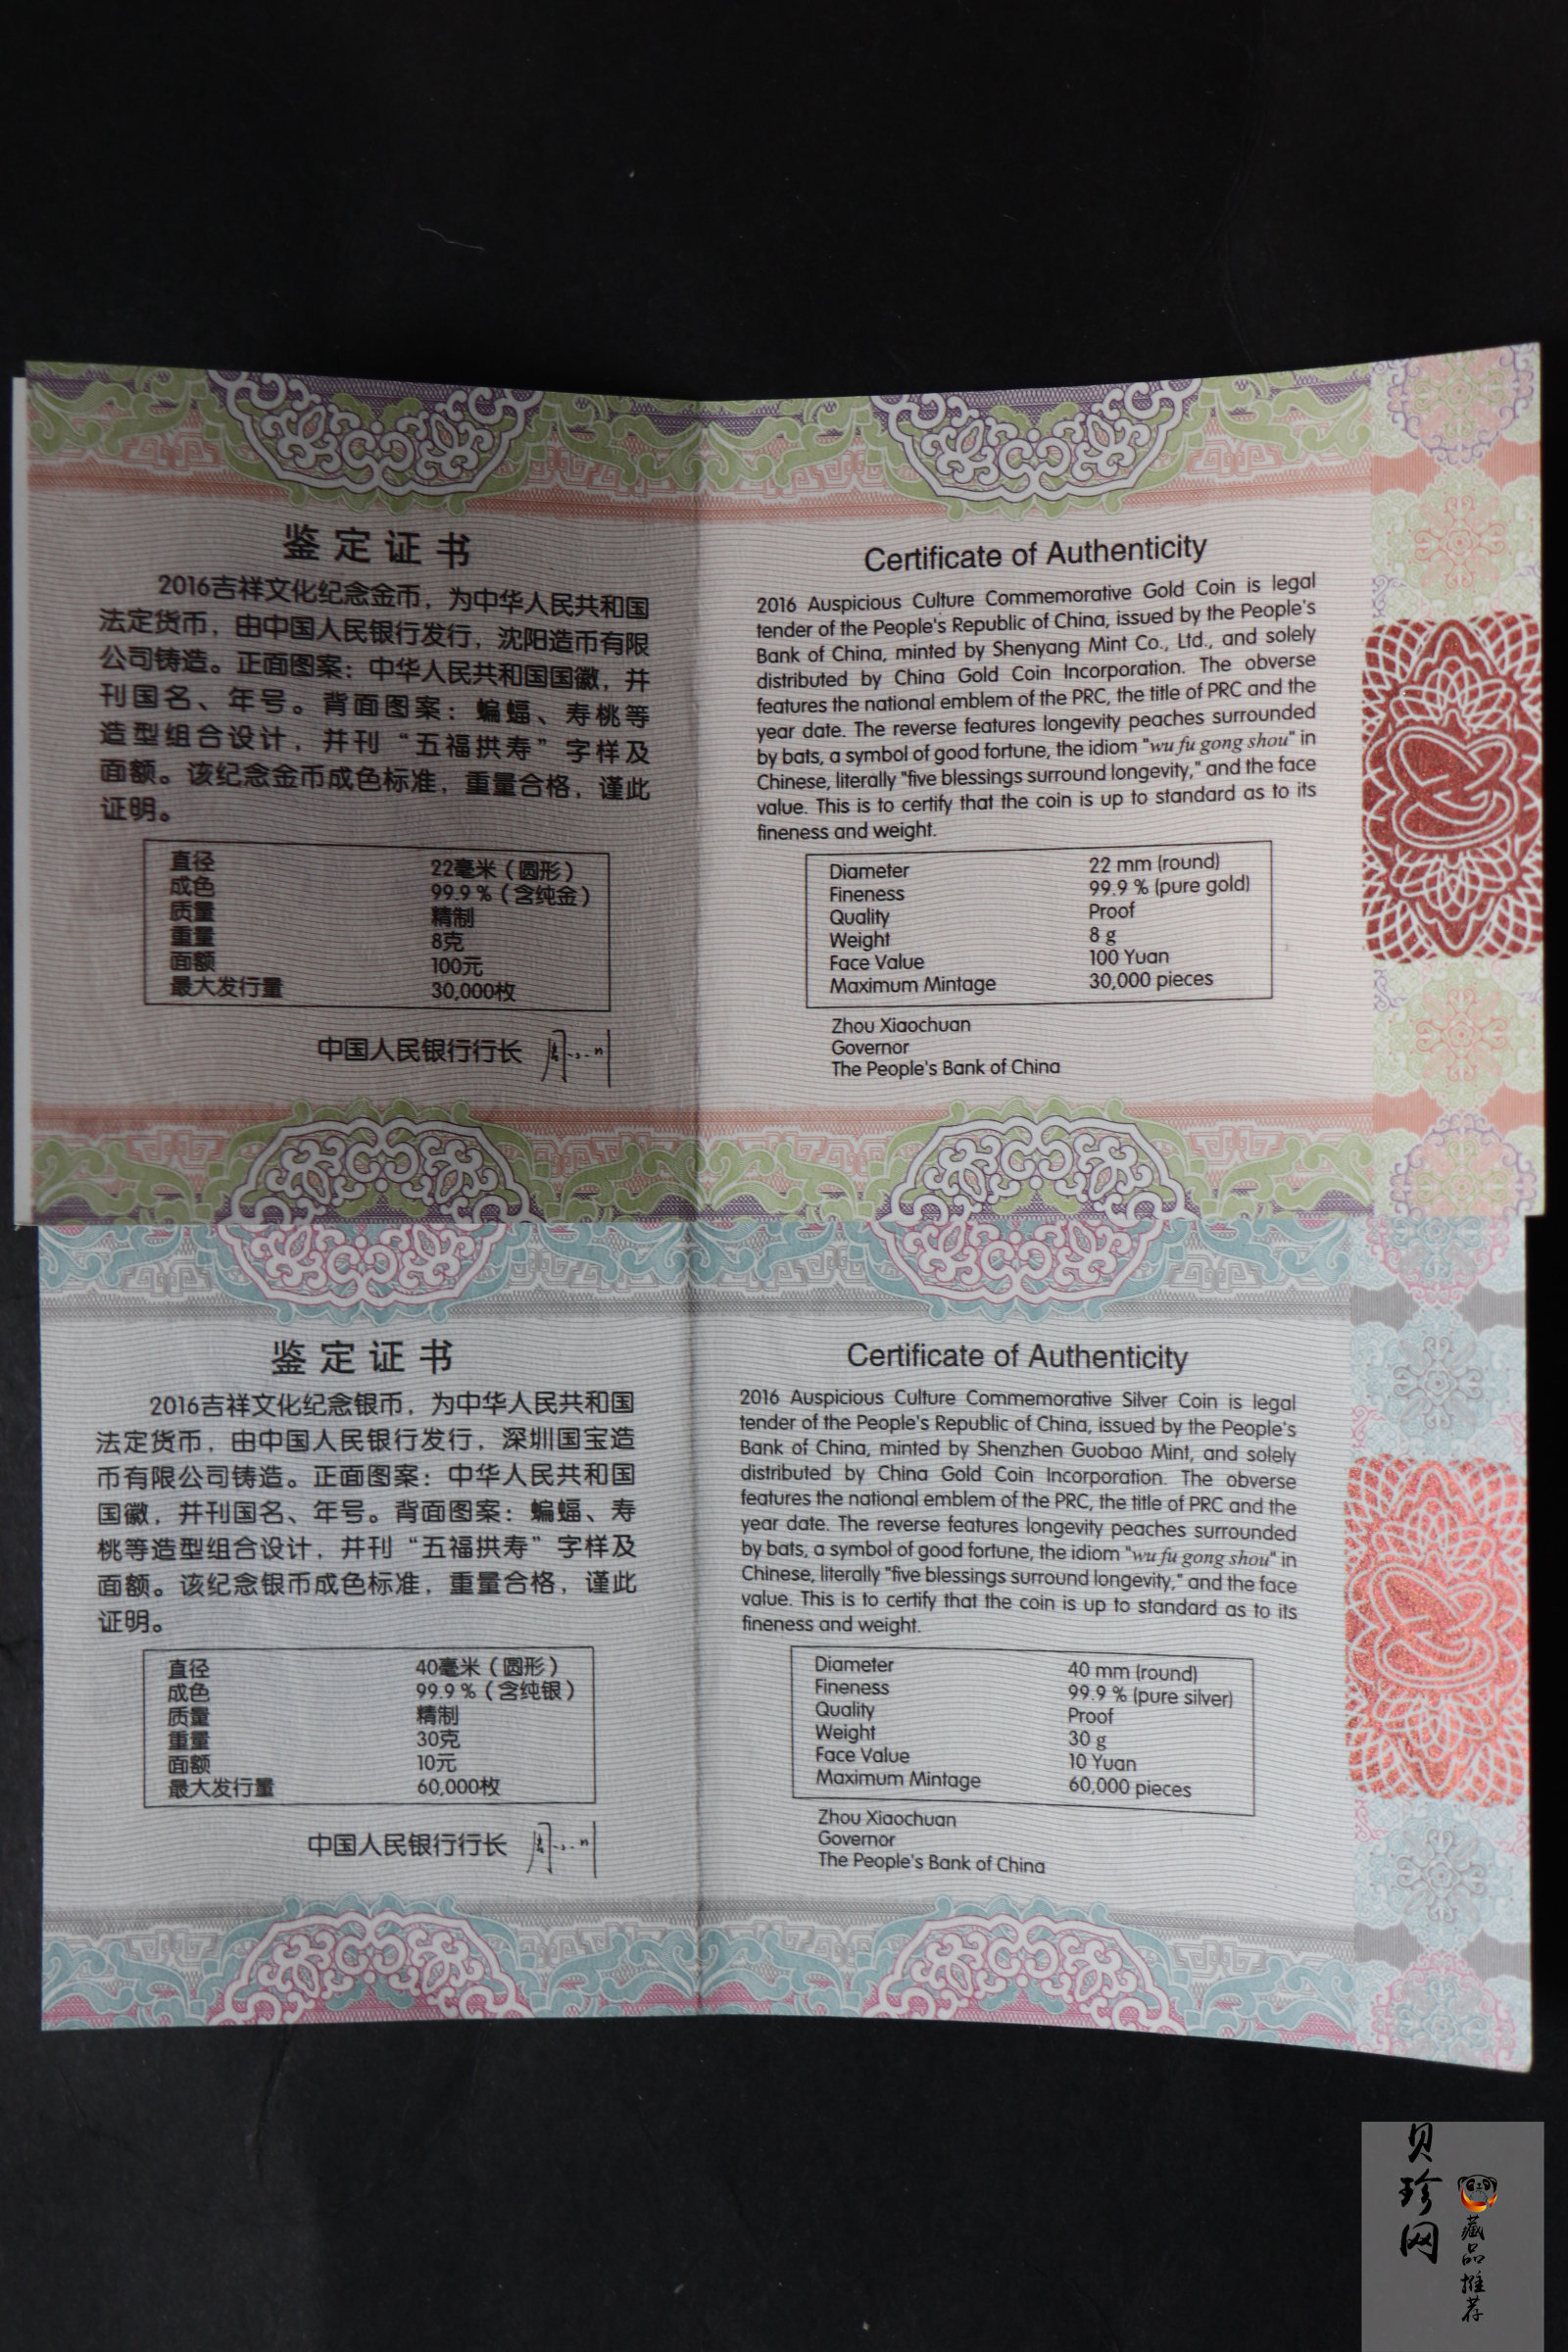 鉴定证书
2016吉祥文化纪念金币，为中华人民共和国
法定货币，由中国人民银行发行，沈阳造币有限
公司铸造。正面图案：中华人民共和国国徽，并
刊国名、年号。背面图案：蝙蝠、寿桃等
造型组合设计，并刊“五福拱寿”字样及
面额。该纪念金币成色标准，重量合格，谨此
证明。
直径 22毫米（圆形）
成色 99.9%（含纯金）
质量 精制
重量 8克
面额 100元
最大发行量 30,000枚
中国人民银行行长
Certificate of Authenticity
2016 Auspicious Culture Commemorative Gold Coin is legal
tender of the People's Republic of China, issued by the People's
Bank of China, minted by Shenyang Mint Co., Ltd., and solely
distributed by China Gold Coin Incorporation. The obverse
features the national emblem of the PRC, the title of PRC and the
year date. The reverse features longevity peaches surrounded
by bats, a symbol of good fortune, the idiom "wu fu gong shou" in
Chinese, literally "five blessings surround longevity," and the face
value. This is to certify that the coin is up to standard as to its
fineness and weight.
Diameter 22 mm (round)
Fineness 99.9 % (pure gold)
Quality Proof
Weight 8 g
Face Value 100 Yuan
Maximum Mintage 30,000 pieces
Zhou Xiaochuan
Governor
The People's Bank of China
鉴定证书
2016吉祥文化纪念银币，为中华人民共和国
法定货币，由中国人民银行发行，深圳国宝造
币有限公司铸造。正面图案：中华人民共和国
国徽，并刊国名、年号。背面图案：蝙蝠、寿
桃等造型组合设计，并刊“五福拱寿”字样及
面额。该纪念银币成色标准，重量合格，谨此
证明。
直径 40毫米（圆形）
成色 99.9%（含纯银）
质量 精制
重量 30克
面额 10元
最大发行量 60,000枚
中国人民银行行长
Certificate of Authenticity
2016 Auspicious Culture Commemorative Silver Coin is legal
tender of the People's Republic of China, issued by the People's
Bank of China, minted by Shenzhen Guobao Mint, and solely
distributed by China Gold Coin Incorporation. The obverse
features the national emblem of the PRC, the title of PRC and the
year date. The reverse features longevity peaches surrounded
by bats, a symbol of good fortune, the idiom "wu fu gong shou" in
Chinese, literally "five blessings surround longevity," and the face
value. This is to certify that the coin is up to standard as to its
fineness and weight.
Diameter 40 mm (round)
Fineness 99.9 % (pure silver)
Quality Proof
Weight 30 g
Face Value 10 Yuan
Maximum Mintage 60,000 pieces
Zhou Xiaochuan
Governor
The People's Bank of China
贝珍网
藏品推荐